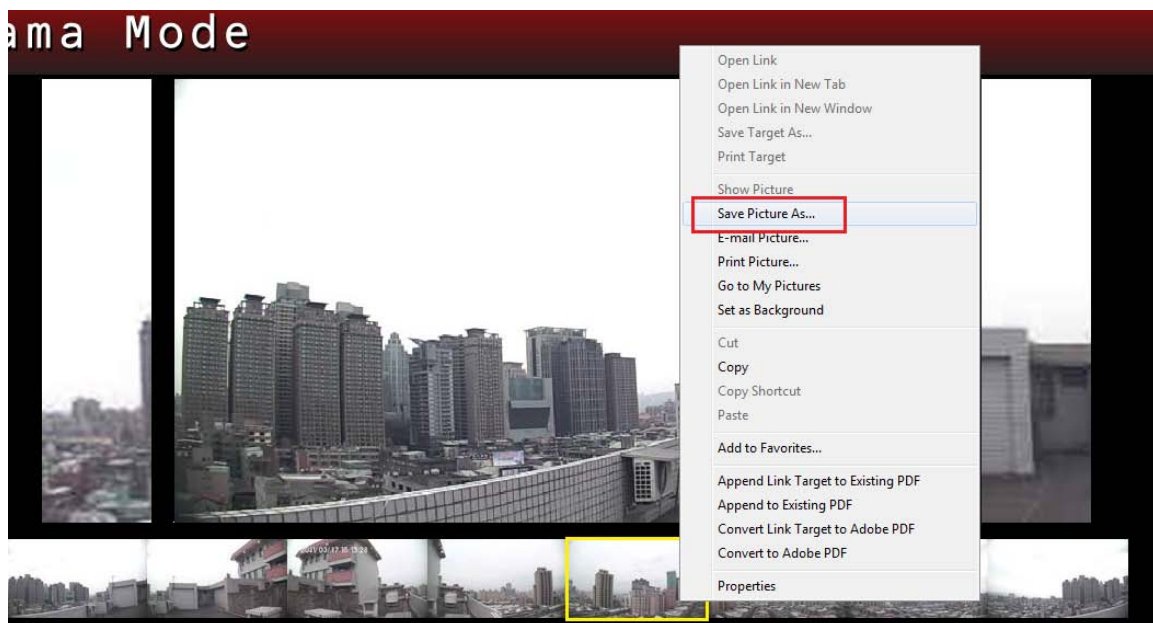 ama Mode
Open Link
Open Link in New Tab
Open Link in New Window
Save Target As...
Print Target
Show Picture
Save Picture As...
E-mail Picture...
Print Picture...
Go to My Pictures
Set as Background
Cut
Copy
Copy Shortcut
Paste
Add to Favorites...
Append Link Target to Existing PDF
Append to Existing PDF
Convert Link Target to Adobe PDF
Convert to Adobe PDF
Properties